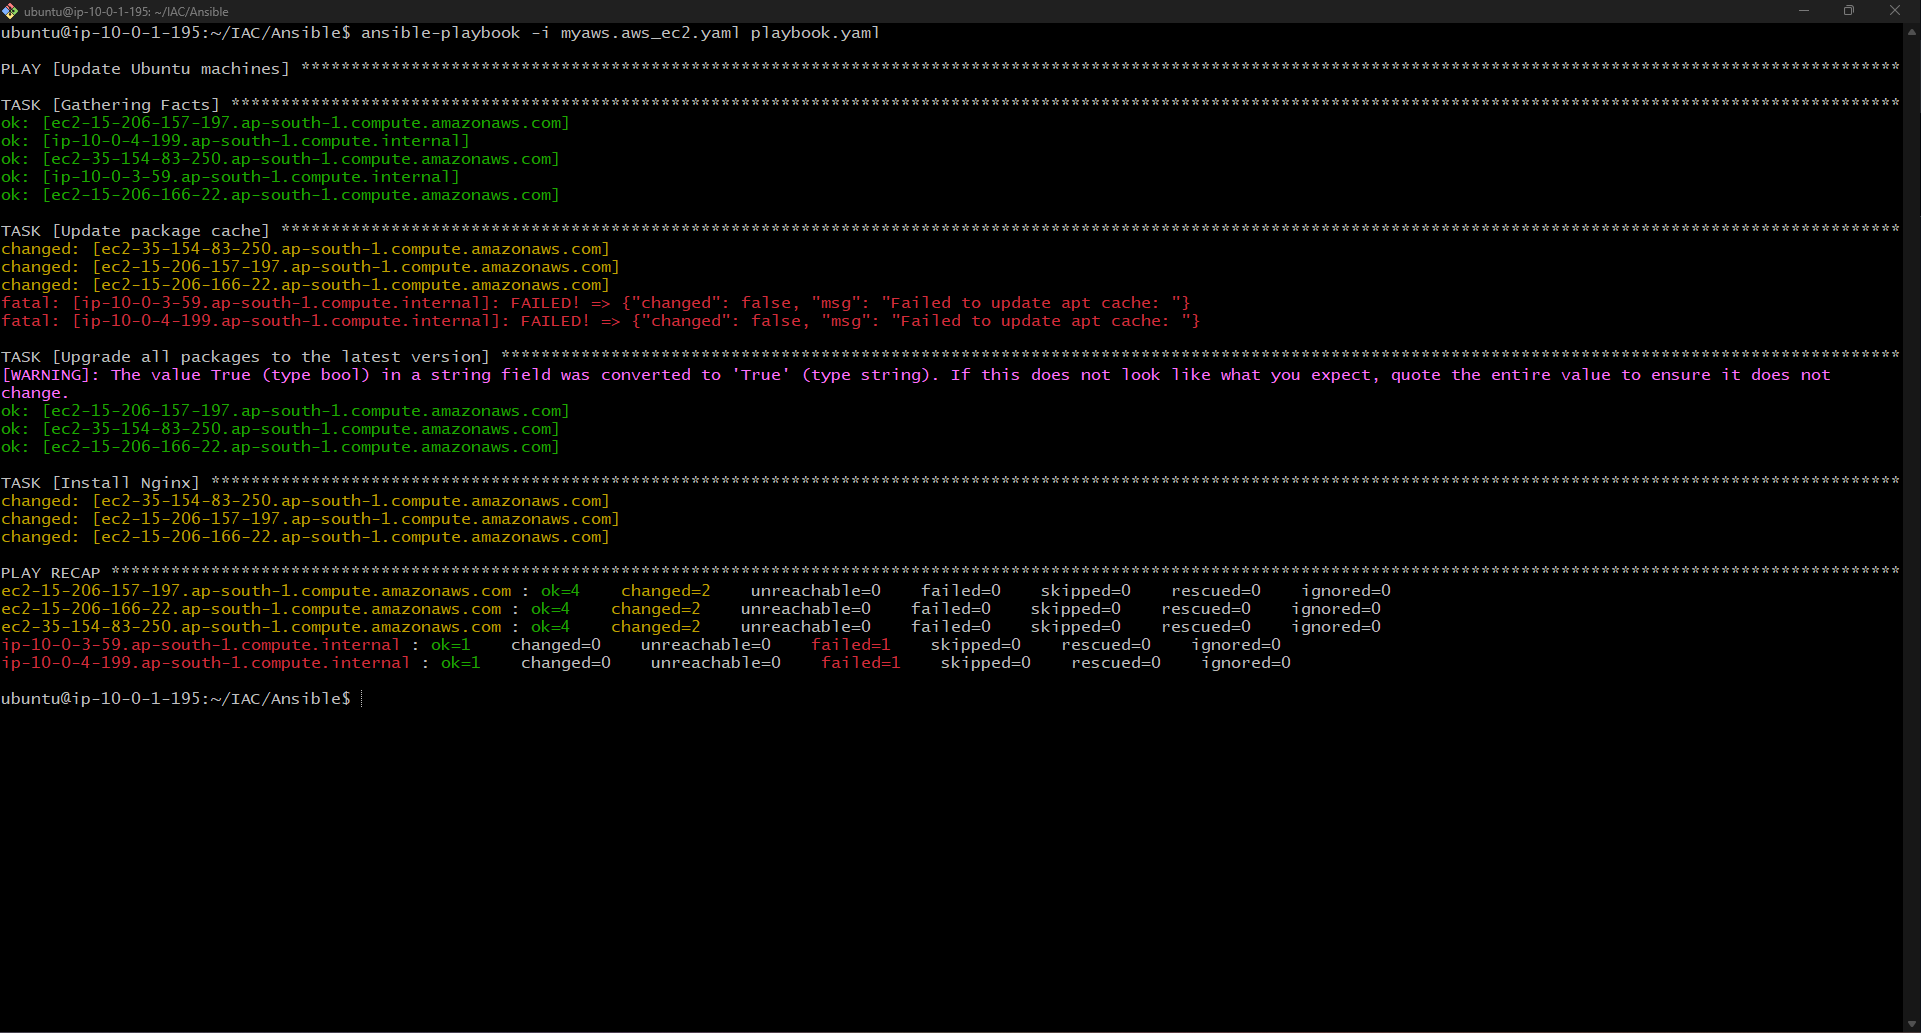 ubuntu@ip-10-0-1-195: ~/IAC/Ansible
ubuntu@ip-10-0-1-195:~/IAC/Ansible$ ansible-playbook -i myaws.aws_ec2.yaml playbook.yaml
PLAY [Update Ubuntu machines] ****************************************************************************************************************************************************************
TASK [Gathering Facts] ***********************************************************************************************************************************************************************
ok: [ec2-15-206-157-197.ap-south-1.compute.amazonaws.com]
ok: [ip-10-0-4-199.ap-south-1.compute.internal]
ok: [ec2-35-154-83-250.ap-south-1.compute.amazonaws.com]
ok: [ip-10-0-3-59.ap-south-1.compute.internal]
ok: [ec2-15-206-166-22.ap-south-1.compute.amazonaws.com]
TASK [Update package cache] ******************************************************************************************************************************************************************
changed: [ec2-35-154-83-250.ap-south-1.compute.amazonaws.com]
changed: [ec2-15-206-157-197.ap-south-1.compute.amazonaws.com]
changed: [ec2-15-206-166-22.ap-south-1.compute.amazonaws.com]
fatal: [ip-10-0-3-59.ap-south-1.compute.internal]: FAILED! => {"changed": false, "msg": "Failed to update apt cache: "}
fatal: [ip-10-0-4-199.ap-south-1.compute.internal]: FAILED! => {"changed": false, "msg": "Failed to update apt cache: "}
TASK [Upgrade all packages to the latest version] ********************************************************************************************************************************************
[WARNING]: The value True (type bool) in a string field was converted to 'True' (type string). If this does not look like what you expect, quote the entire value to ensure it does not
change.
ok: [ec2-15-206-157-197.ap-south-1.compute.amazonaws.com]
ok: [ec2-35-154-83-250.ap-south-1.compute.amazonaws.com]
ok: [ec2-15-206-166-22.ap-south-1.compute.amazonaws.com]
TASK [Install Nginx] *************************************************************************************************************************************************************************
changed: [ec2-35-154-83-250.ap-south-1.compute.amazonaws.com]
changed: [ec2-15-206-157-197.ap-south-1.compute.amazonaws.com]
changed: [ec2-15-206-166-22.ap-south-1.compute.amazonaws.com]
PLAY RECAP ***********************************************************************************************************************************************************************************
ec2-15-206-157-197.ap-south-1.compute.amazonaws.com : ok=4    changed=2    unreachable=0    failed=0    skipped=0    rescued=0    ignored=0
ec2-15-206-166-22.ap-south-1.compute.amazonaws.com : ok=4    changed=2    unreachable=0    failed=0    skipped=0    rescued=0    ignored=0
ec2-35-154-83-250.ap-south-1.compute.amazonaws.com : ok=4    changed=2    unreachable=0    failed=0    skipped=0    rescued=0    ignored=0
ip-10-0-3-59.ap-south-1.compute.internal : ok=1    changed=0    unreachable=0    failed=1    skipped=0    rescued=0    ignored=0
ip-10-0-4-199.ap-south-1.compute.internal : ok=1    changed=0    unreachable=0    failed=1    skipped=0    rescued=0    ignored=0
ubuntu@ip-10-0-1-195:~/IAC/Ansible$